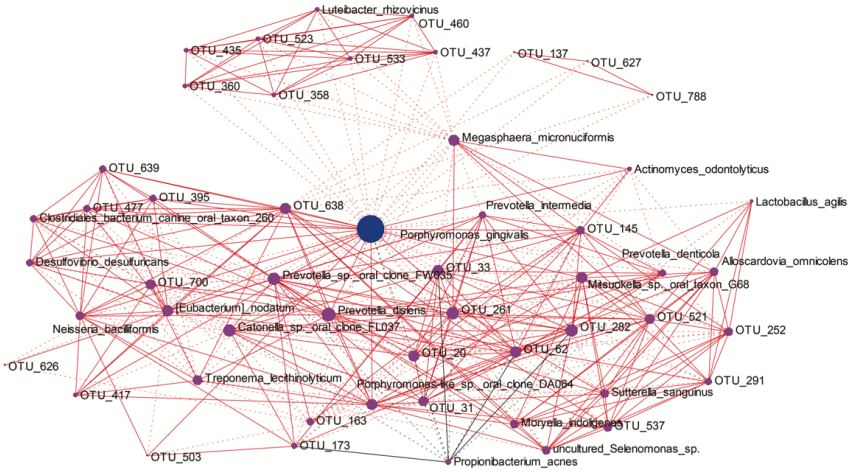 Luteibacter_rhizovicinus
OTU_460
OTU_523
OTU_435
OTU_437
OTU_533
OTU_137
OTU_627
OTU_360
OTU_358
OTU_788
Megasphaera_micronuciformis
OTU_639
Actinomyces_odontolyticus
OTU_395
Lactobacillus_agilis
OTU_477
OTU_638
Prevotella_intermedia
Clostridiales_bacterium_canine_oral_taxon_260
OTU_145
Porphyromonas_gingivalis
Prevotella_denticola
Desulfovibrio_desulfuricans
Alloscardovia_omnicolens
OTU_33
Prevotella_sp._oral_clone_FW035
OTU_700
Mitsuokella_sp._oral_taxon_G68
[Eubacterium]_nodatum
Prevotella_disiens
OTU_261
OTU_521
Neisseria_bacilliformis
Catonella_sp._oral_clone_FL037
OTU_282
OTU_252
OTU_20
OTU_62
OTU_626
Treponema_lecithinolyticum
OTU_291
Porphyromonas-like_sp._oral_clone_DA064
OTU_417
Sutterella_sanguinus
OTU_31
OTU_163
Moryella_indoligenes
OTU_537
OTU_173
uncultured_Selenomonas_sp.
OTU_503
Propionibacterium_acnes